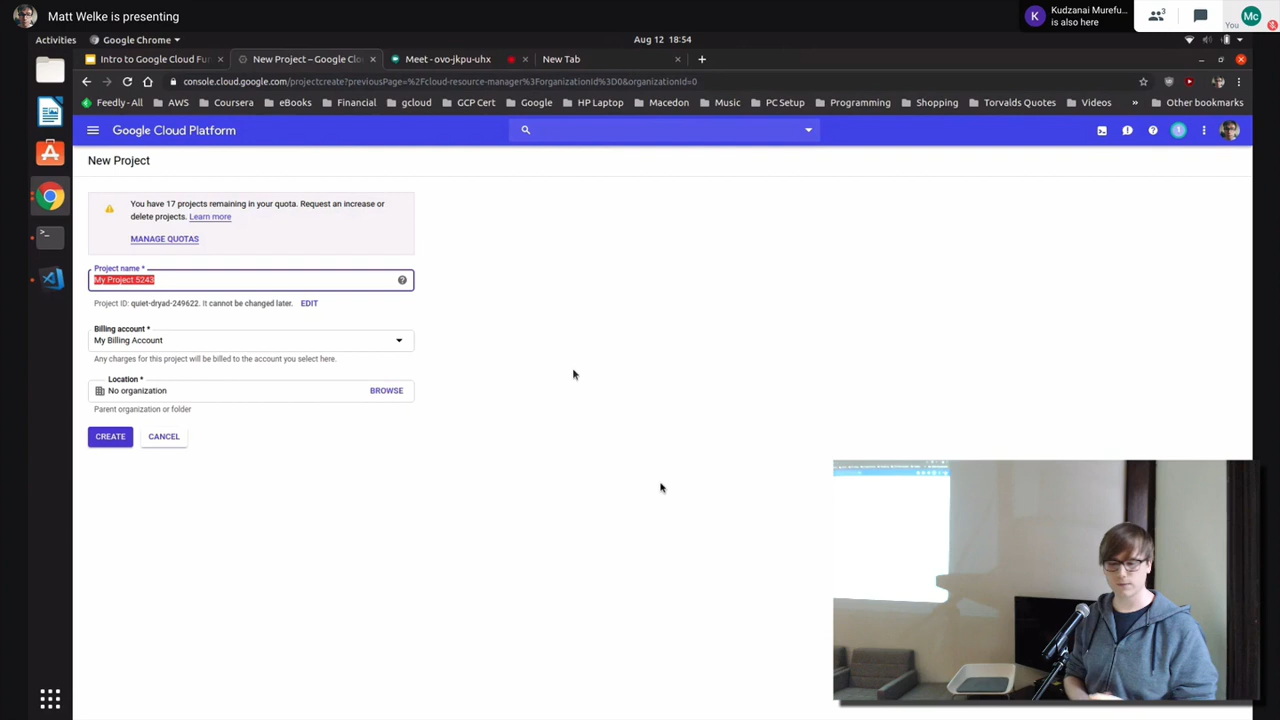 Matt Welke is presenting
Kudzanai Murefu...
is also here
3
Mc
K
You
Activities
Google Chrome
Aug 12 18:54
Intro to Google Cloud Fu
New Project – Google Clo
Meet - ovo-jkpu-uhx
New Tab
console.cloud.google.com/projectcreate?previousPage=%2Fcloud-resource-manager%3ForganizationId%3D0&organizationId=0
Feedly-All
AWS
Coursera
eBooks
Financial
gcloud
GCP
Google
HP Laptop
Macedon
Mus
PC Setup
Programming
Shopping
Torvalds Quotes
Videos
»
Other bookmarks
Google Cloud Platform
1
New Project
You have 17 projects remaining in your quota. Request an increase or
delete projects. Learn more
MANAGE QUOTAS
Project name *
My Project 5243
Project ID: quiet-dryad-249622. It cannot be changed later. EDIT
Billing account *
My Billing Account
Any charges for this project will be billed to the account you select here.
Location *
No organization
BROWSE
Parent organization or folder
CREATE
CANCEL